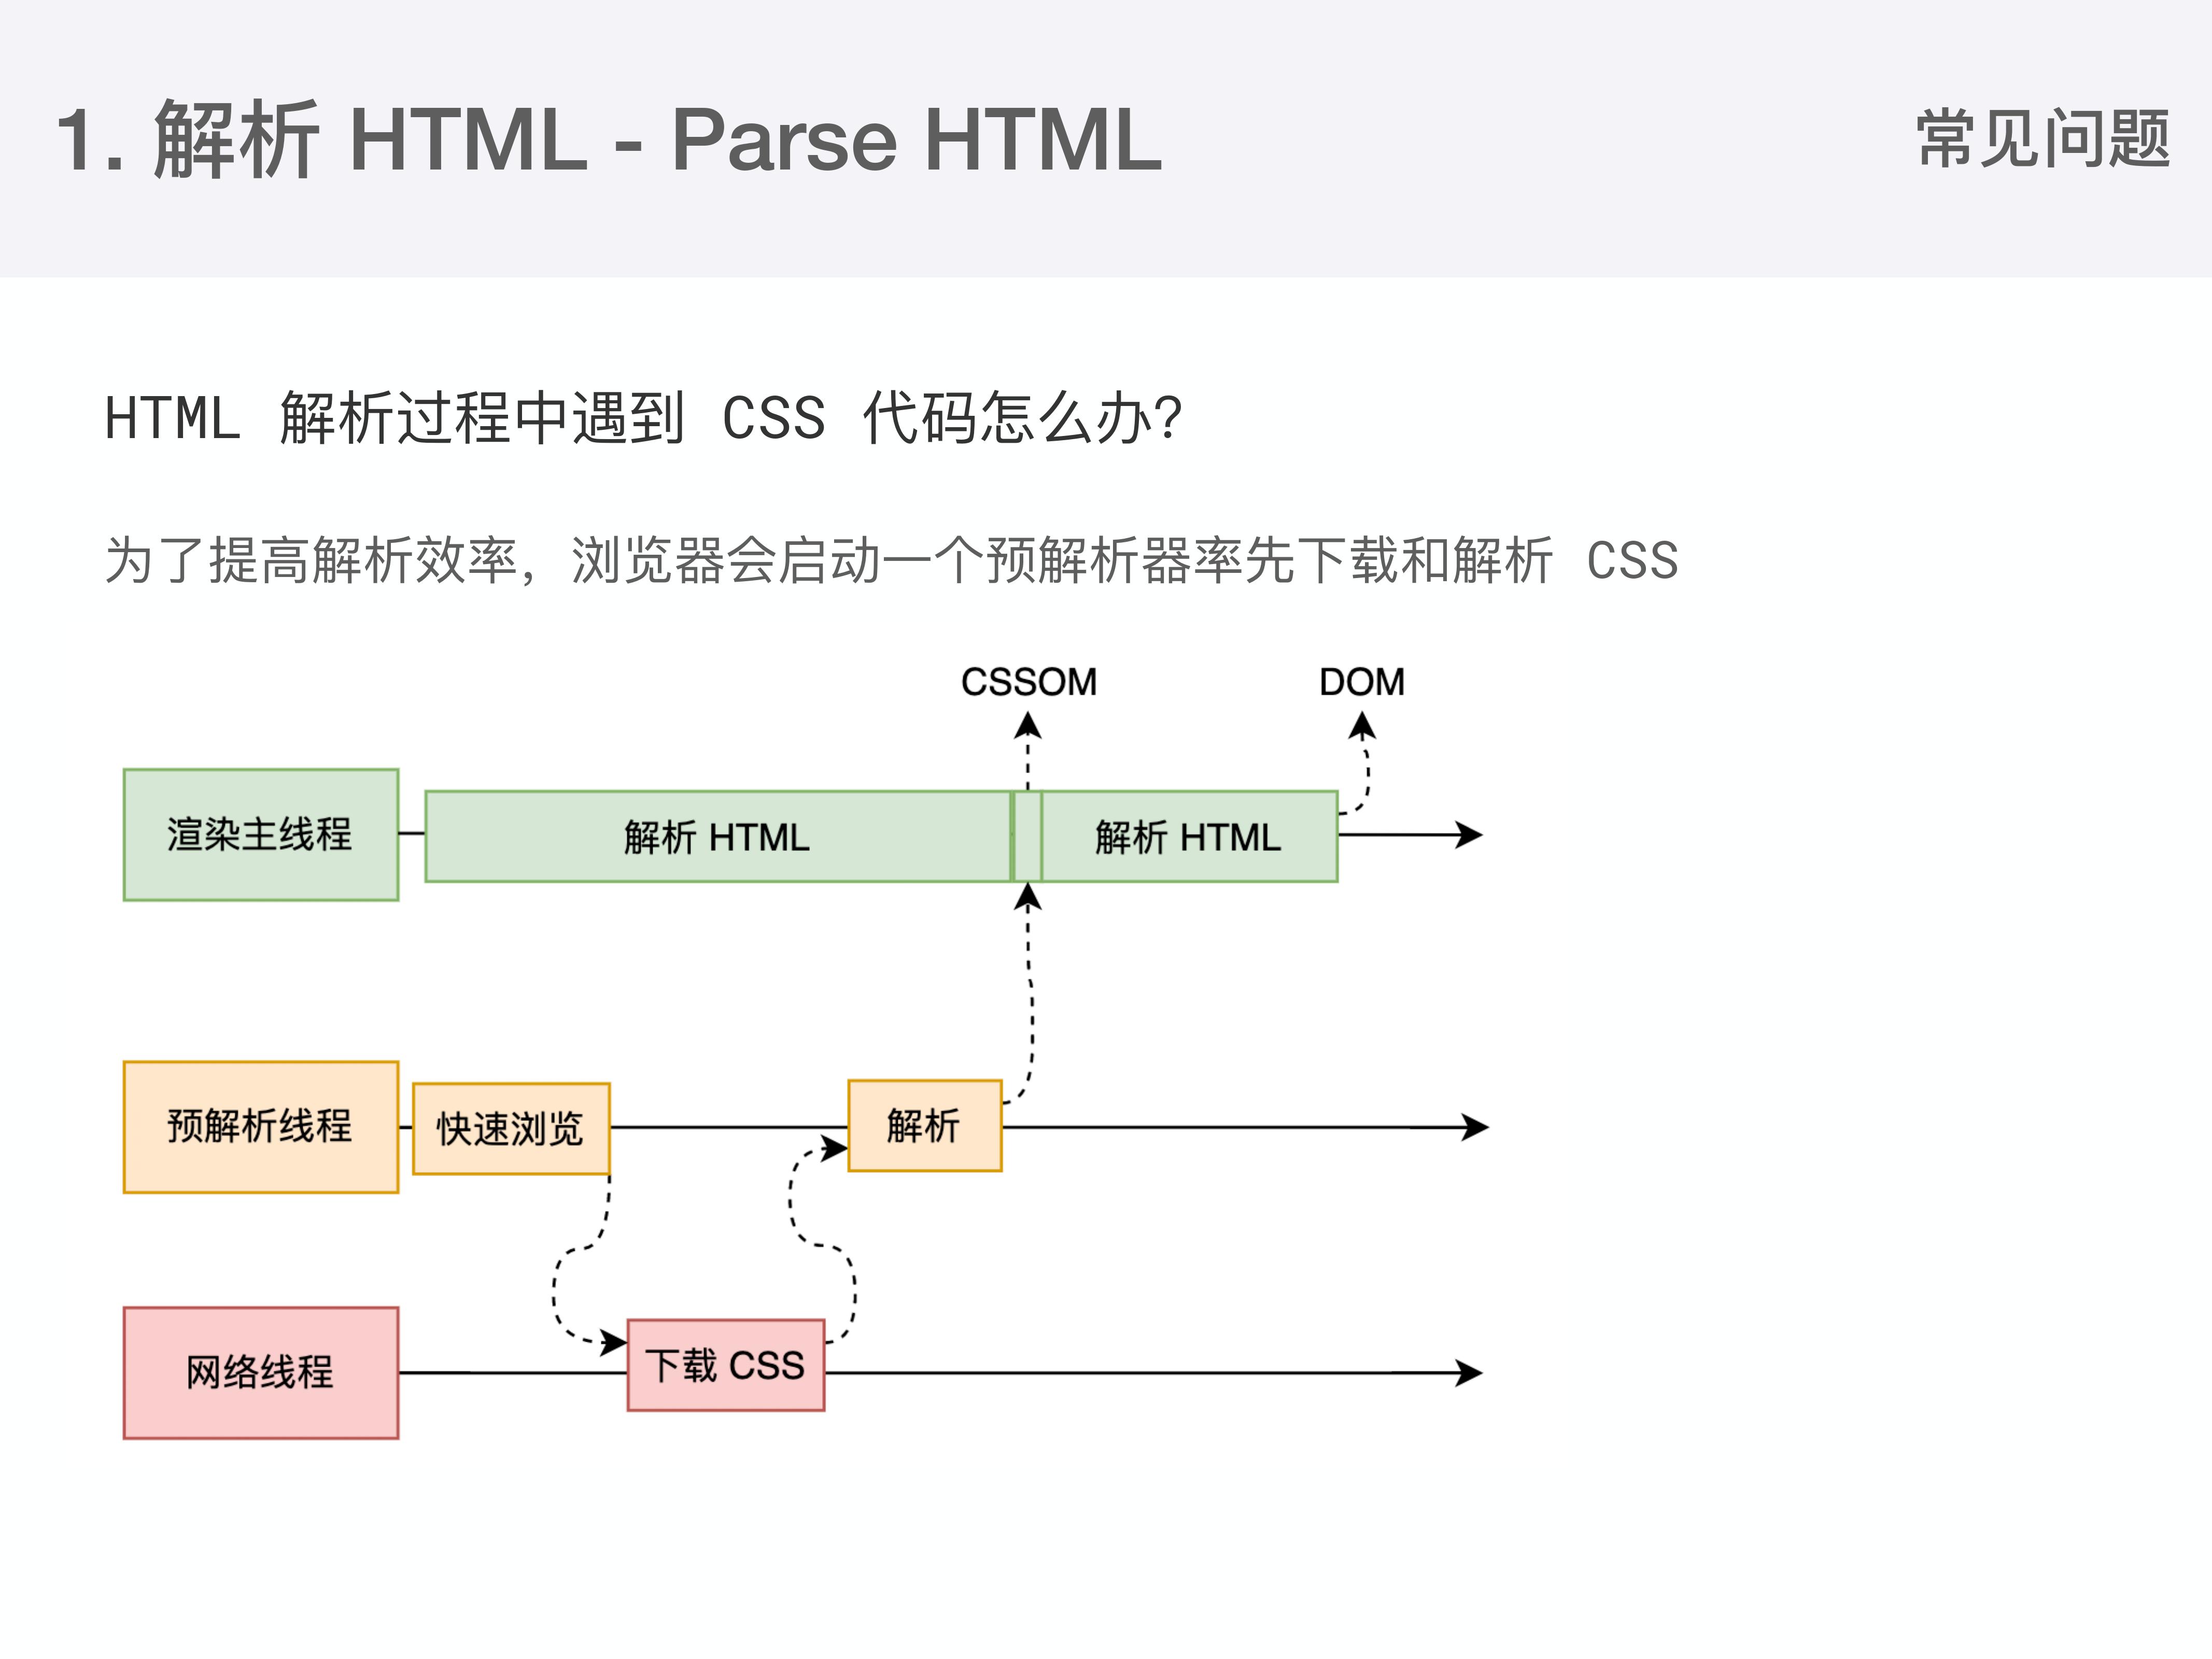 1. 解析 HTML - Parse HTML
常见问题
HTML 解析过程中遇到 CSS 代码怎么办？
为了提高解析效率，浏览器会启动一个预解析器率先下载和解析 CSS
CSSOM
DOM
渲染主线程
解析 HTML
解析 HTML
预解析线程
快速浏览
解析
网络线程
下载 CSS